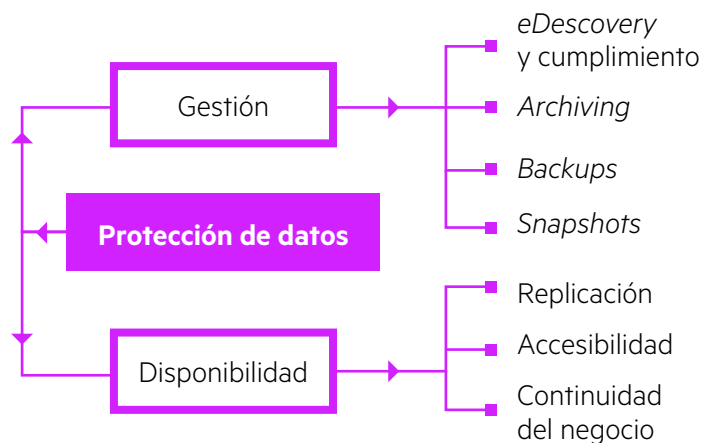 eDescovery
y cumplimiento
Gestión
Archiving
Backups
Snapshots
Protección de datos
Replicación
Accesibilidad
Disponibilidad
Continuidad
del negocio